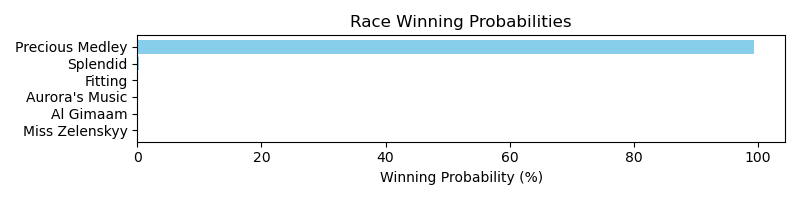 Race Winning Probabilities
Precious Medley
Splendid
Fitting
Aurora's Music
Al Gimaam
Miss Zelenskyy
0 20 40 60 80 100
Winning Probability (%)